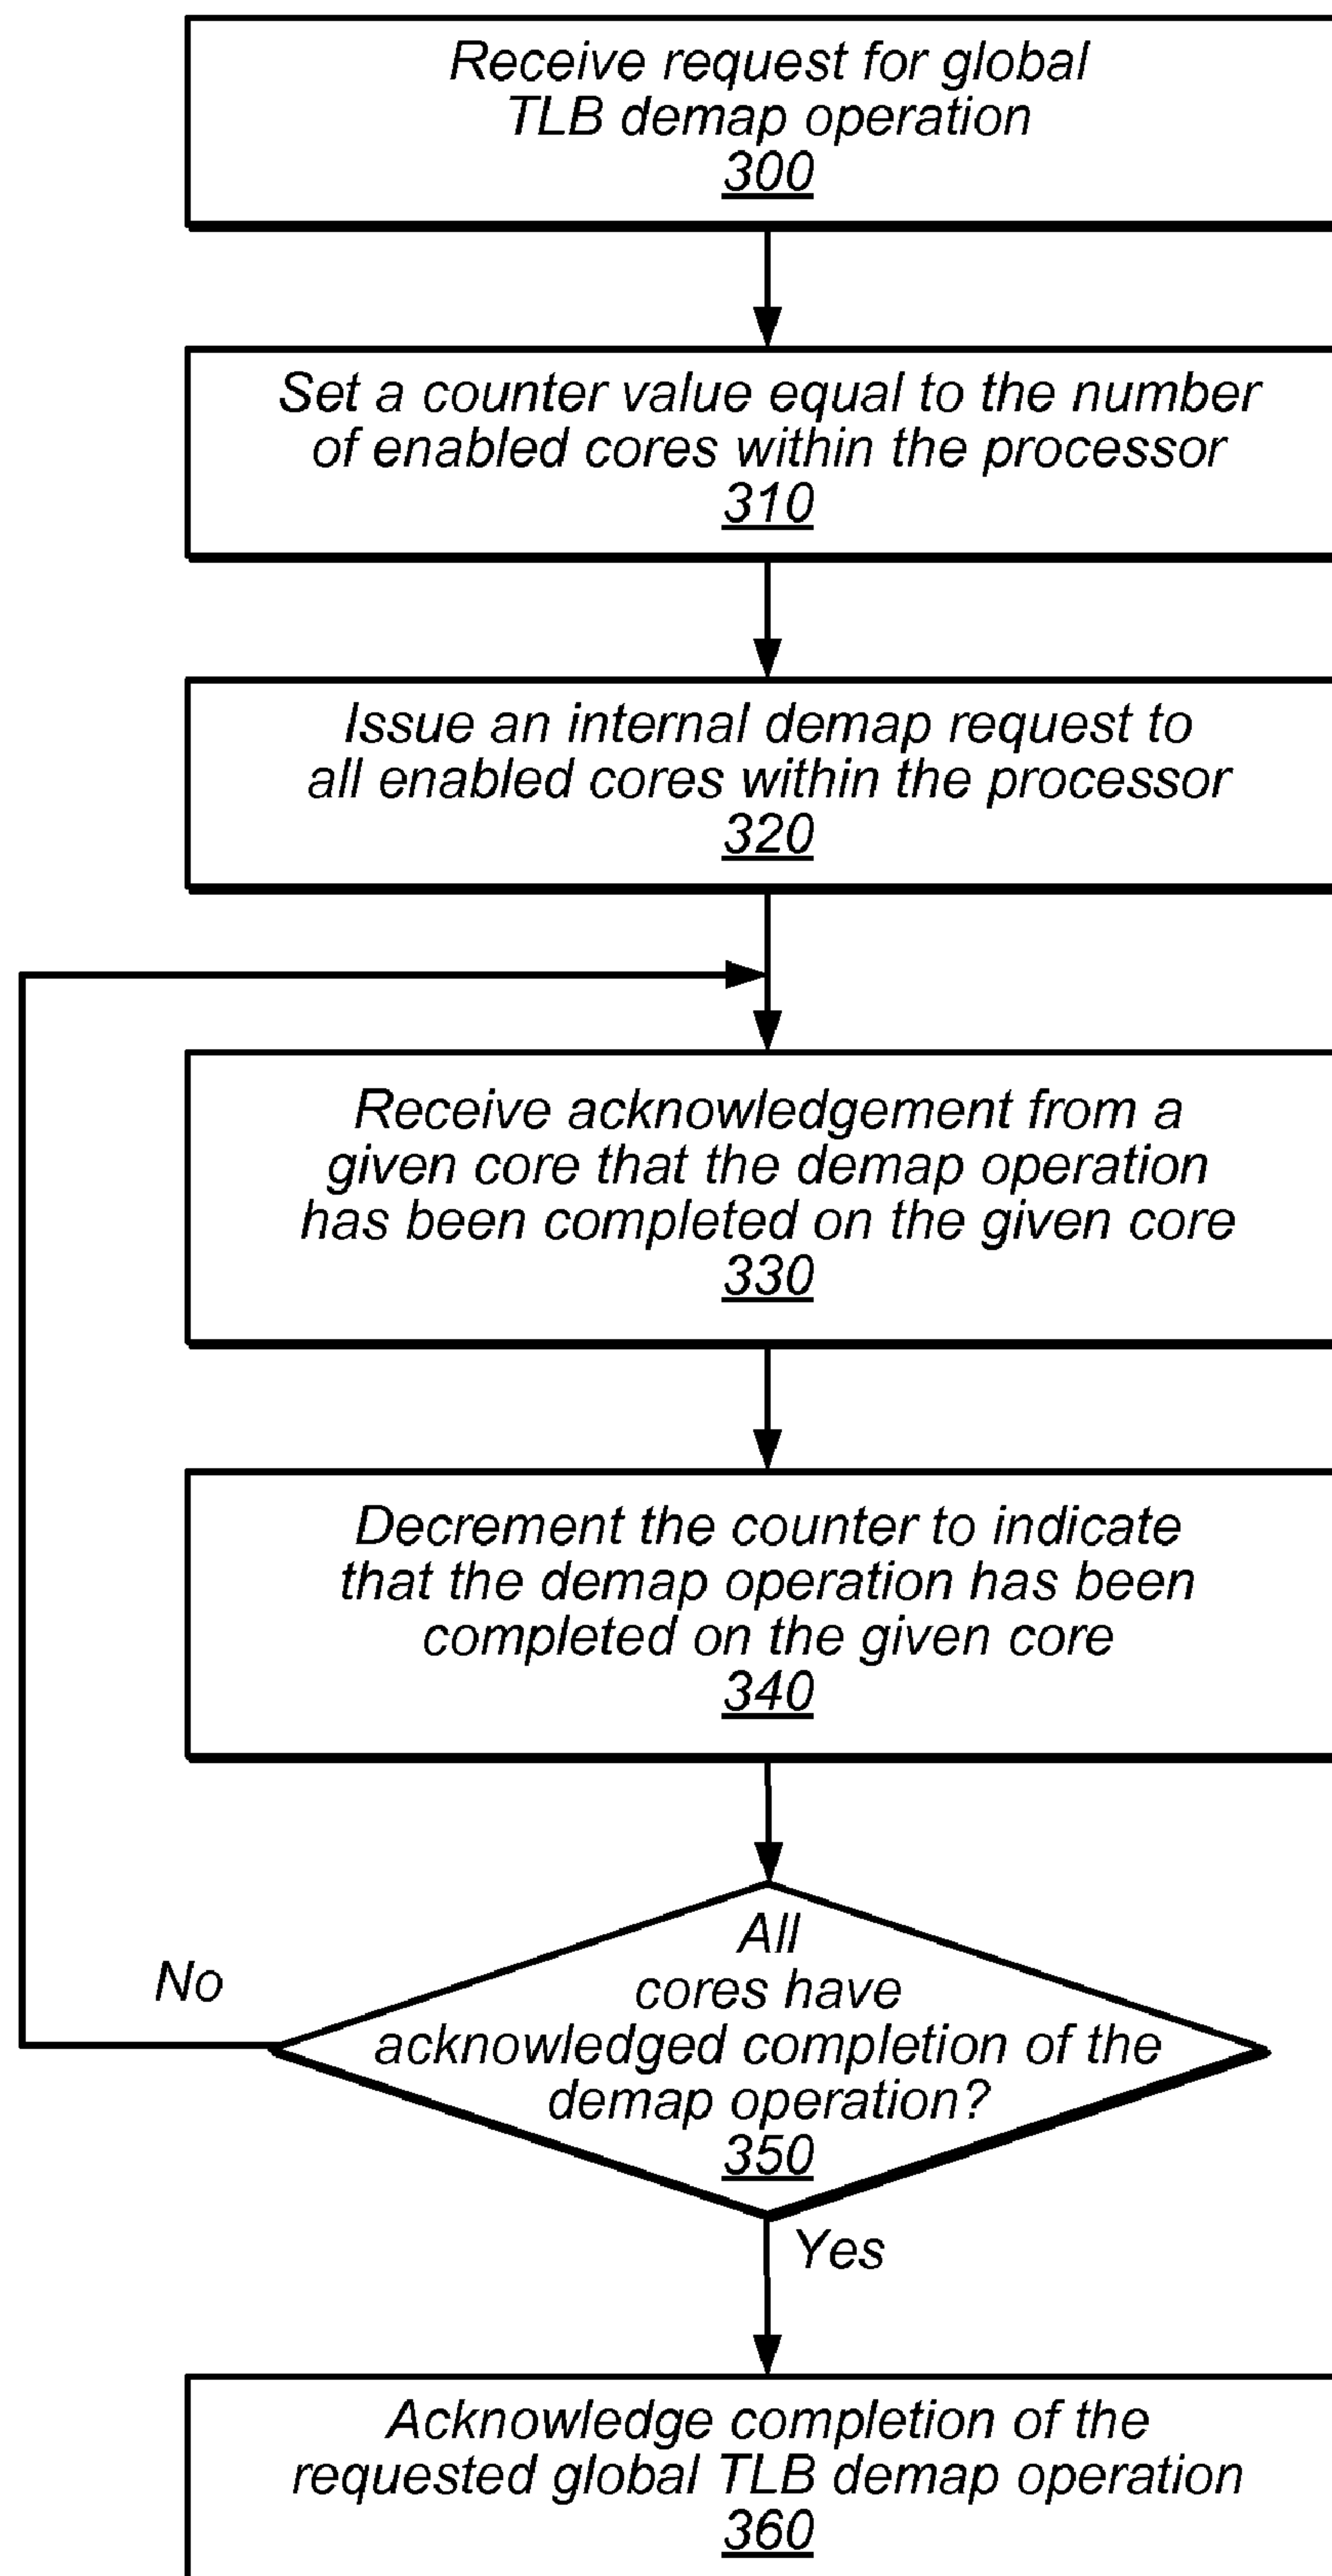 Receive request for global
TLB demap operation
300
Set a counter value equal to the number
of enabled cores within the processor
310
Issue an internal demap request to
all enabled cores within the processor
320
Receive acknowledgement from a
given core that the demap operation
has been completed on the given core
330
Decrement the counter to indicate
that the demap operation has been
completed on the given core
340
All
cores have
acknowledged completion of the
demap operation?
350
No
Yes
Acknowledge completion of the
requested global TLB demap operation
360